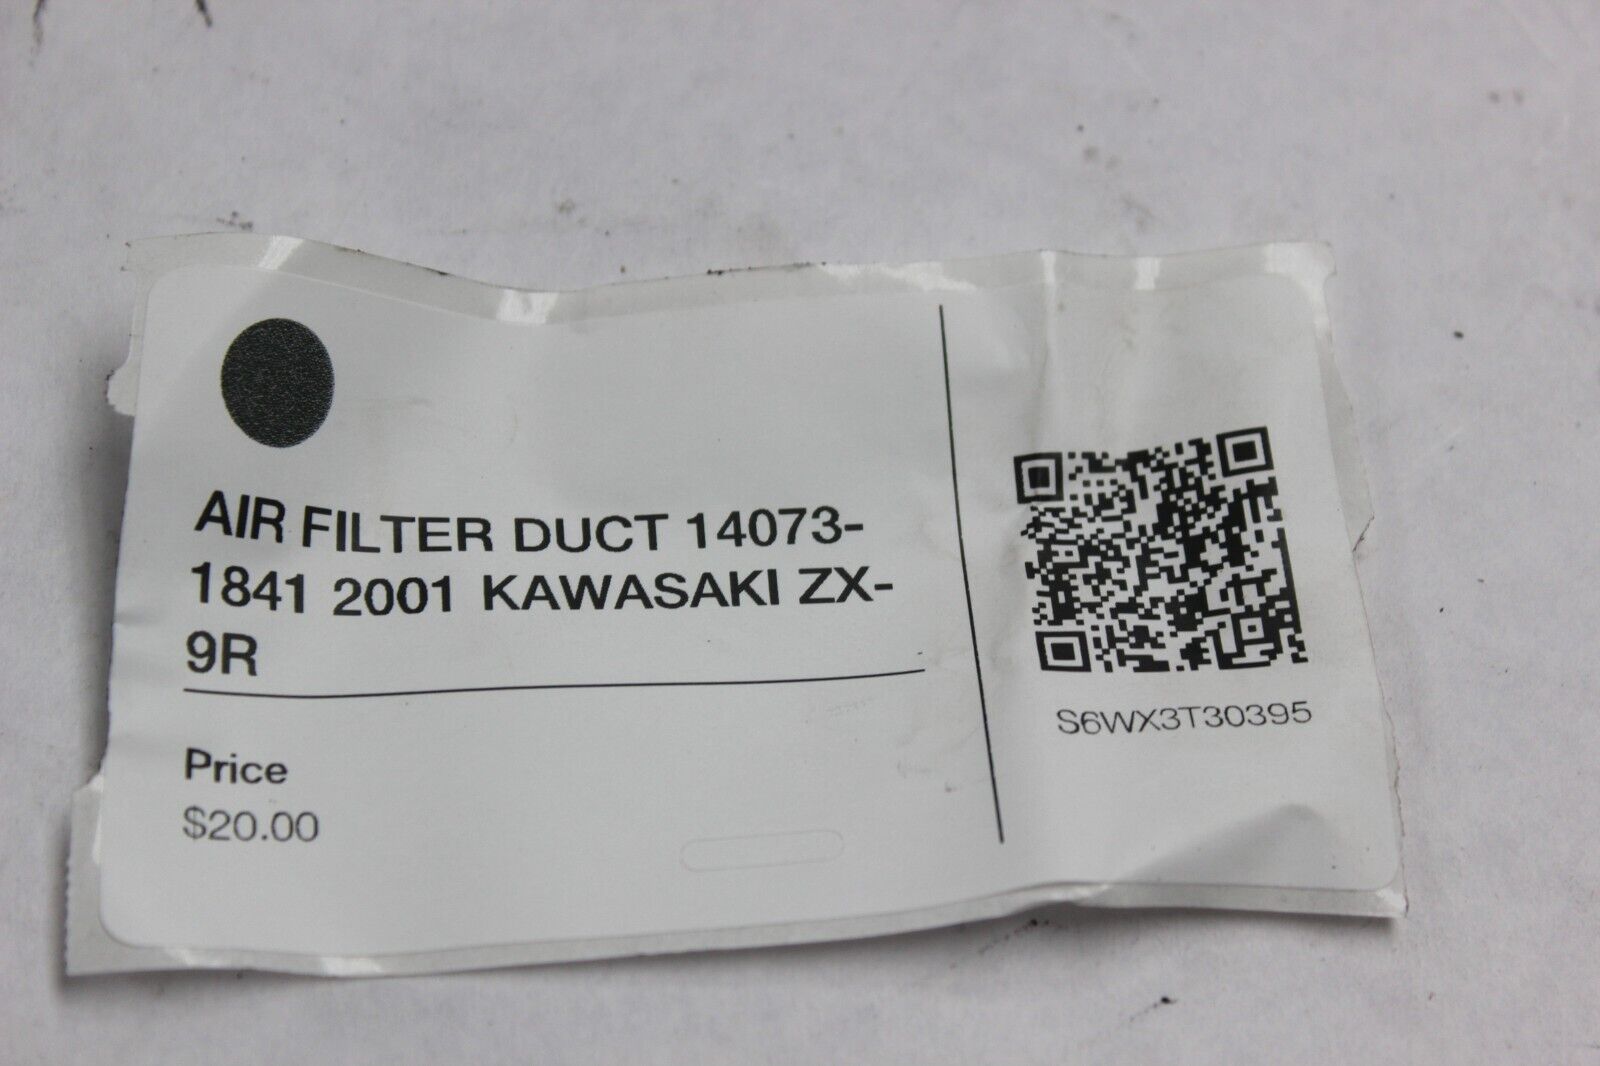 AIR FILTER DUCT 14073-
1841 2001 KAWASAKI ZX-
9R
Price
$20.00
S6WX3T30395